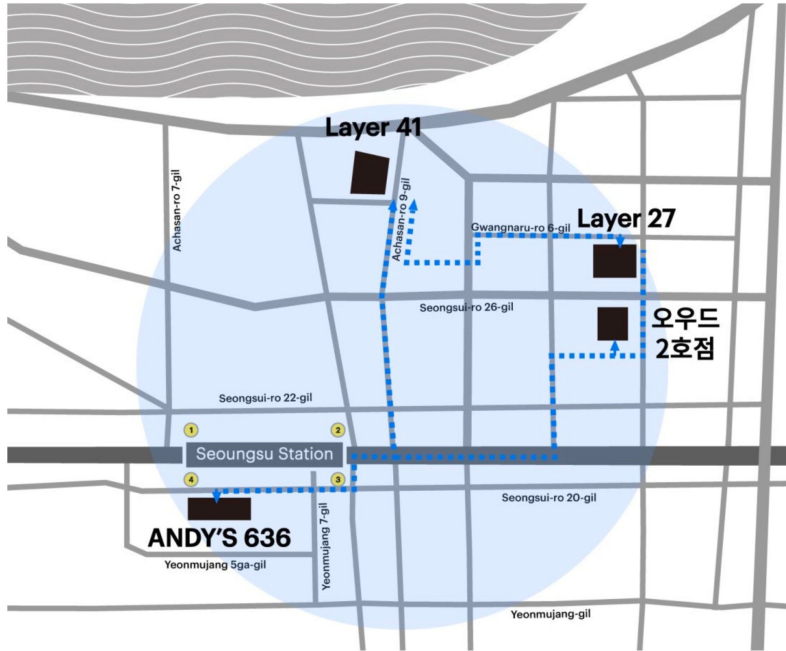 Layer 41
Achasan-ro 7-gil
Achasan-ro 9-gil
Gwangnaru-ro 6-gil
Layer 27
Seongsui-ro 26-gil
오우드
2호점
Seongsui-ro 22-gil
1
2
Seoungsu Station
4
3
Seongsui-ro 20-gil
ANDY'S 636
Yeonmujang 7-gil
Yeonmujang 5ga-gil
Yeonmujang-gil